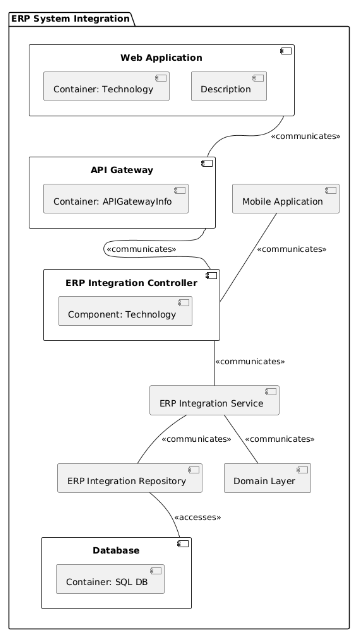 ERP System Integration
Web Application
Container: Technology
Description
«communicates»
API Gateway
Container: APIGatewayInfo
Mobile Application
«communicates»
«communicates»
ERP Integration Controller
Component: Technology
«communicates»
ERP Integration Service
«communicates»
«communicates»
ERP Integration Repository
Domain Layer
«accesses»
Database
Container: SQL DB